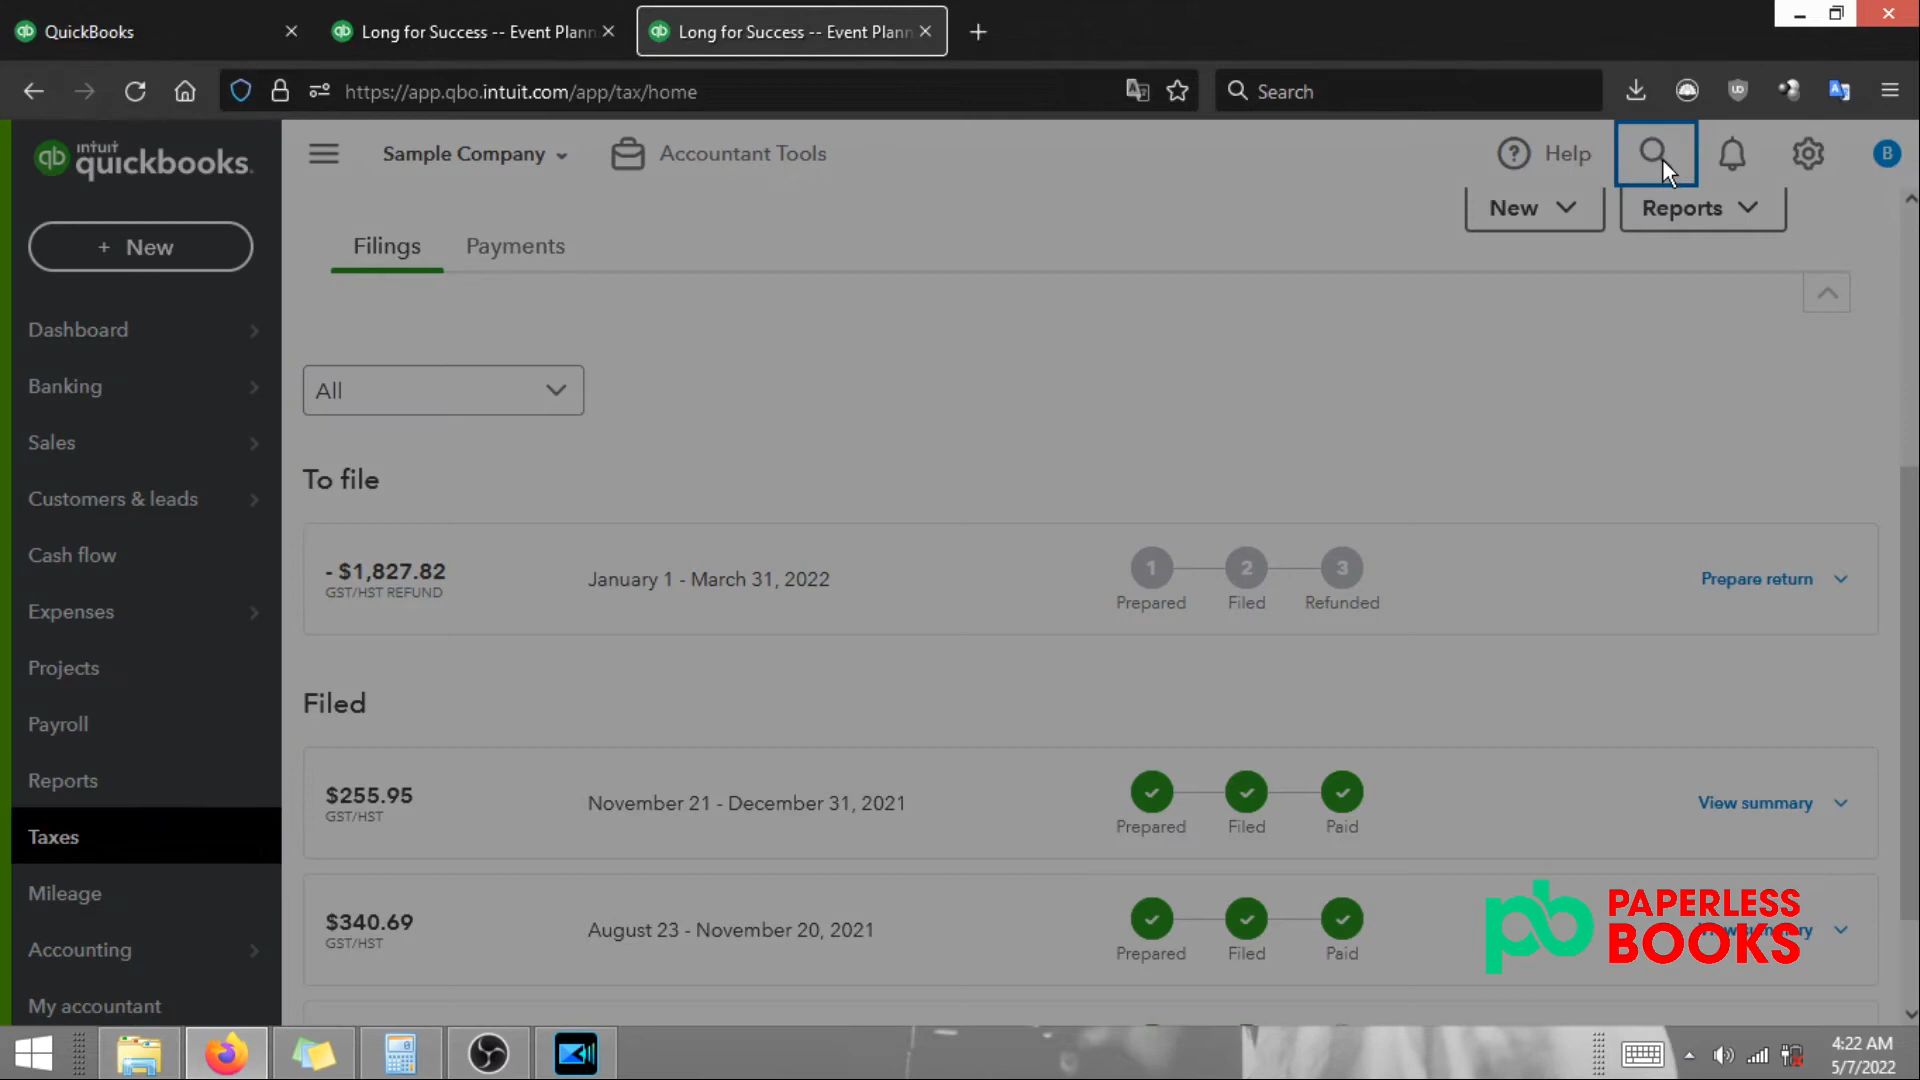 QuickBooks
Long for Success -- Event Plann
Long for Success -- Event Plann
https://app.qbo.intuit.com/app/tax/home
Search
intuit
quickbooks.
Sample Company
Accountant Tools
Help
B
+ New
New
Reports
Filings
Payments
Dashboard
Banking
Sales
Customers & leads
Cash flow
Expenses
Projects
Payroll
Reports
Taxes
Mileage
Accounting
My accountant
All
To file
- $1,827.82
GST/HST REFUND
January 1 - March 31, 2022
1
2
3
Prepared
Filed
Refunded
Prepare return
Filed
$255.95
GST/HST
November 21 - December 31, 2021
Prepared
Filed
Paid
View summary
$340.69
GST/HST
August 23 - November 20, 2021
Prepared
Filed
Paid
PAPERLESS
BOOKS
4:22 AM
5/7/2022